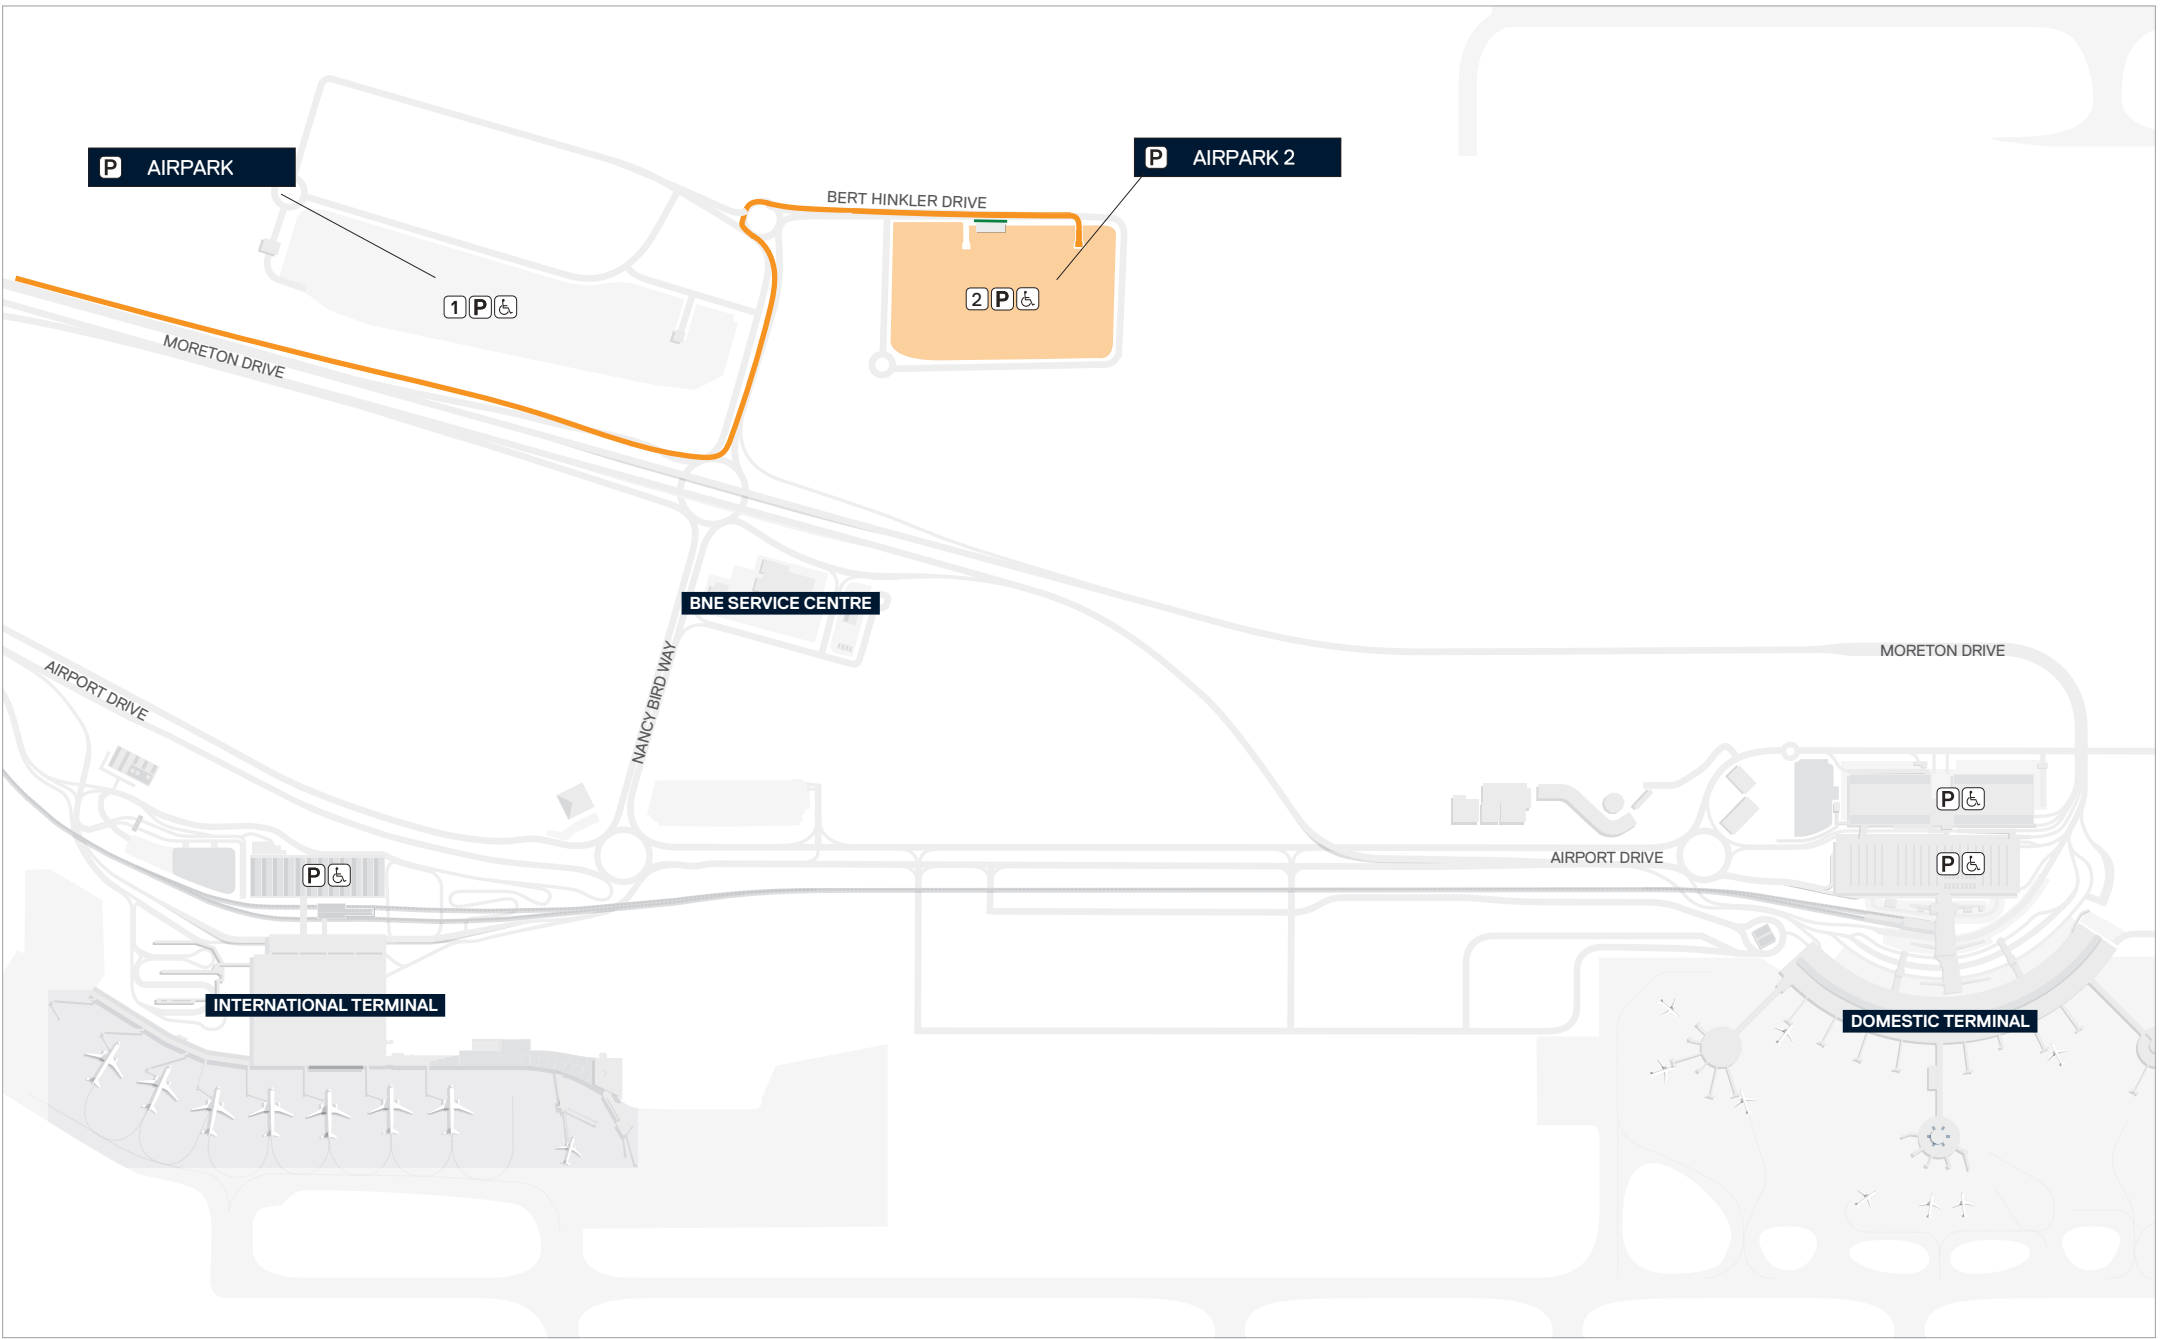 P AIRPARK
P AIRPARK 2
BERT HINKLER DRIVE
1 P
2 P
MORETON DRIVE
BNE SERVICE CENTRE
NANCY BIRD WAY
MORETON DRIVE
AIRPORT DRIVE
P
AIRPORT DRIVE
P
P
INTERNATIONAL TERMINAL
DOMESTIC TERMINAL